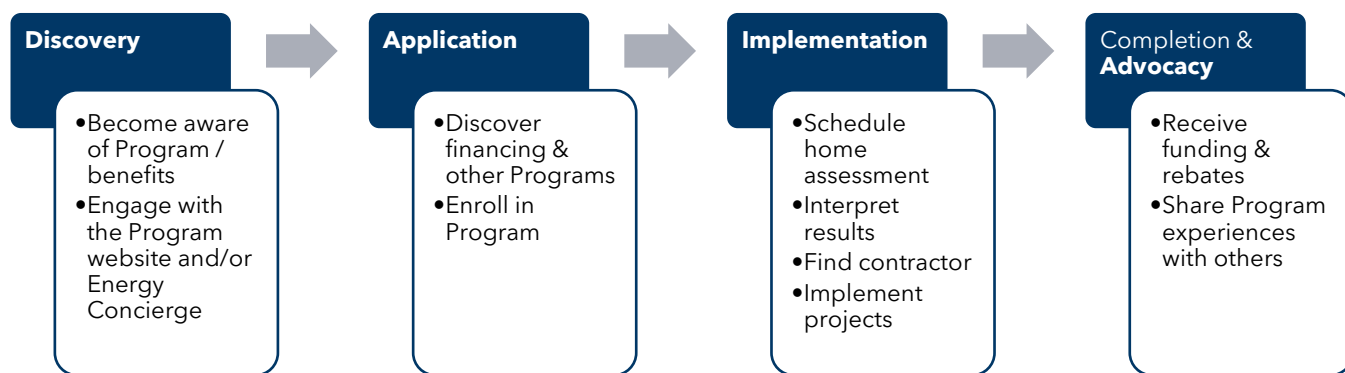 Discovery
•Become aware
of Program /
benefits
•Engage with
the Program
website and/or
Energy
Concierge
Application
•Discover
financing &
other Programs
•Enroll in
Program
Implementation
•Schedule
home
assessment
•Interpret
results
•Find contractor
•Implement
projects
Completion &
Advocacy
•Receive
funding &
rebates
•Share Program
experiences
with others